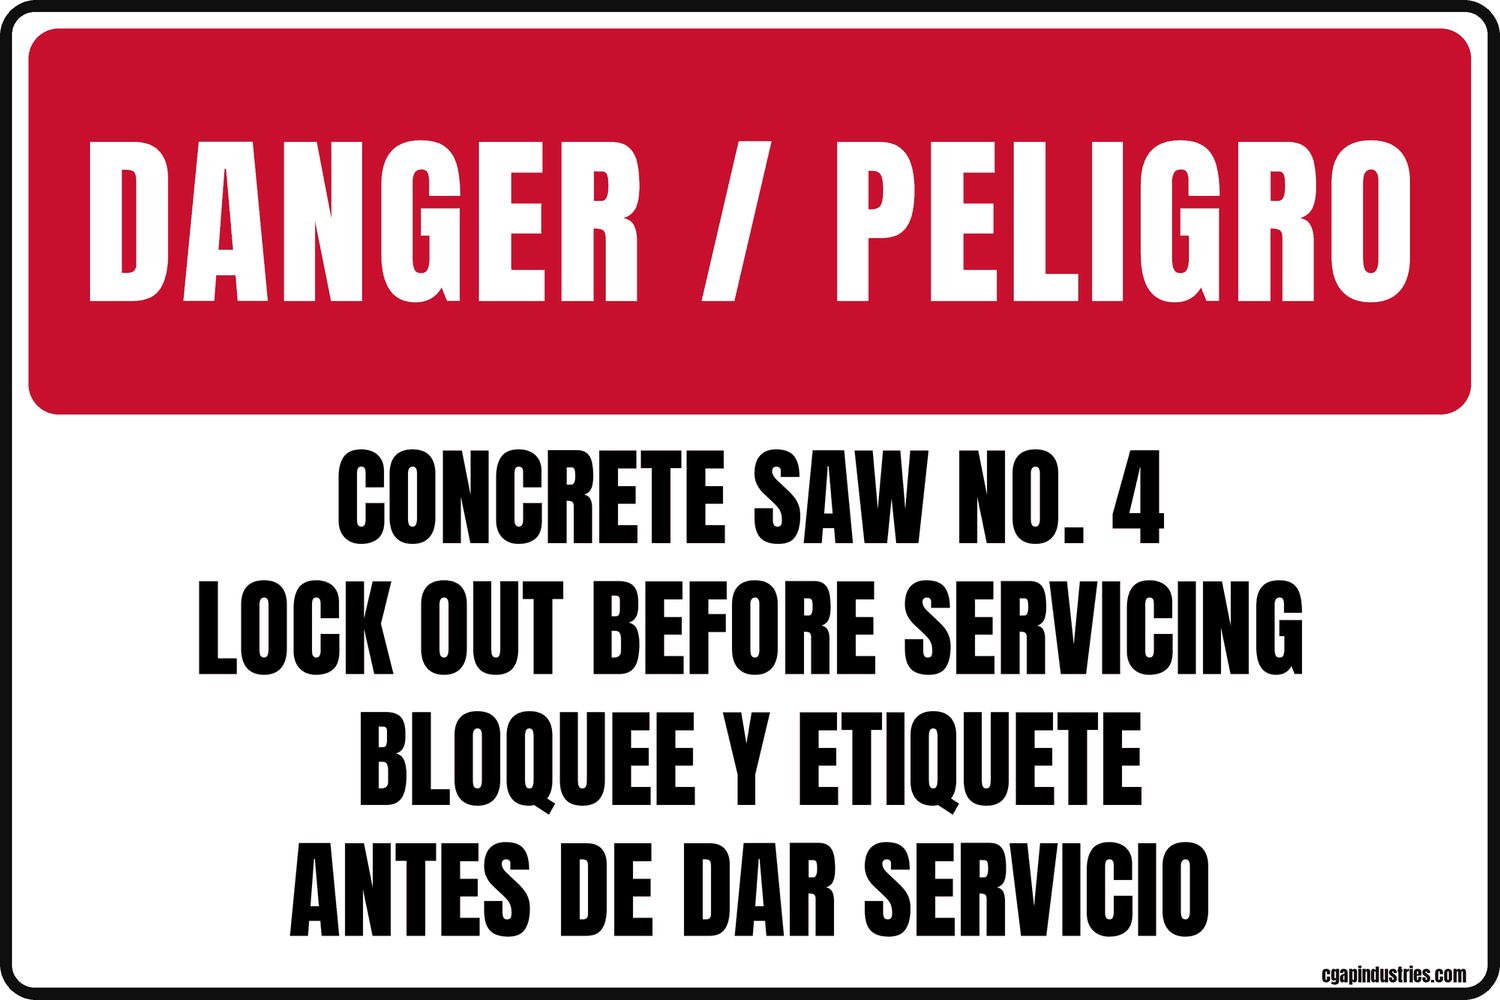 DANGER / PELIGRO
CONCRETE SAW NO. 4
LOCK OUT BEFORE SERVICING
BLOQUEE Y ETIQUETE
ANTES DE DAR SERVICIO
cgapindustries.com